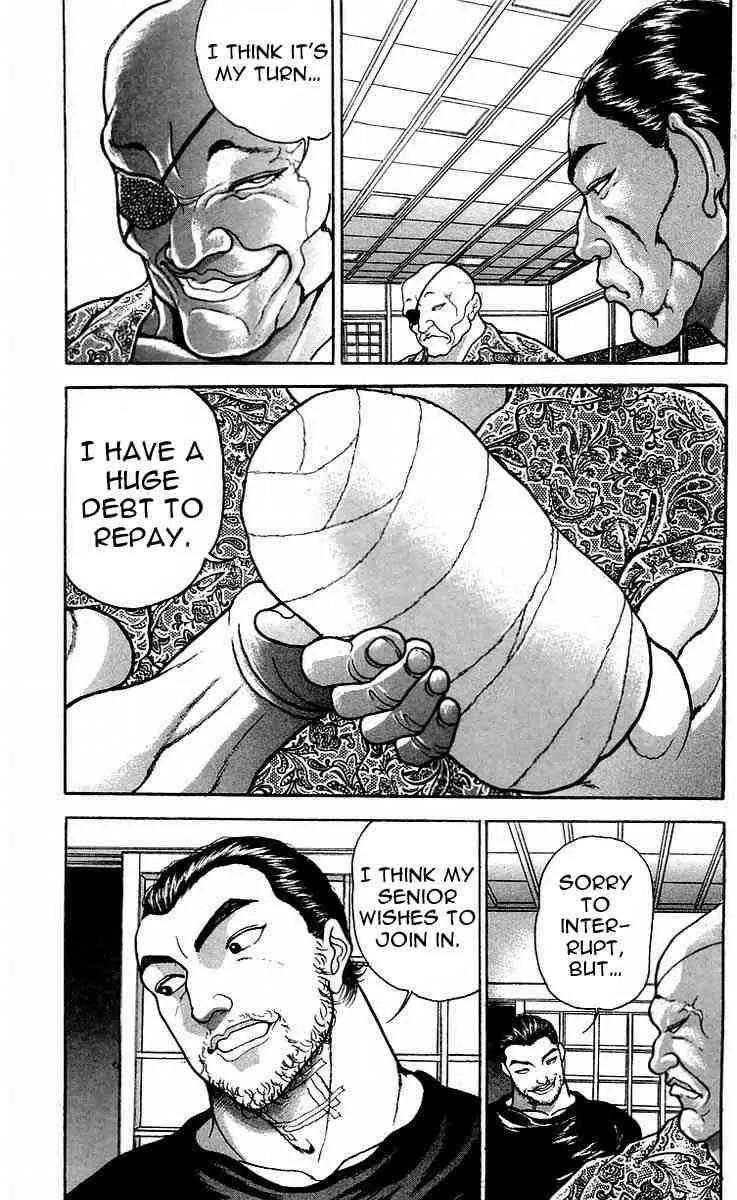 I THINK IT'S
MY TURN...
I HAVE A
HUGE
DEBT TO
REPAY.
SORRY
TO
INTER-
RUPT,
BUT...
I THINK MY
SENIOR
WISHES TO
JOIN IN.